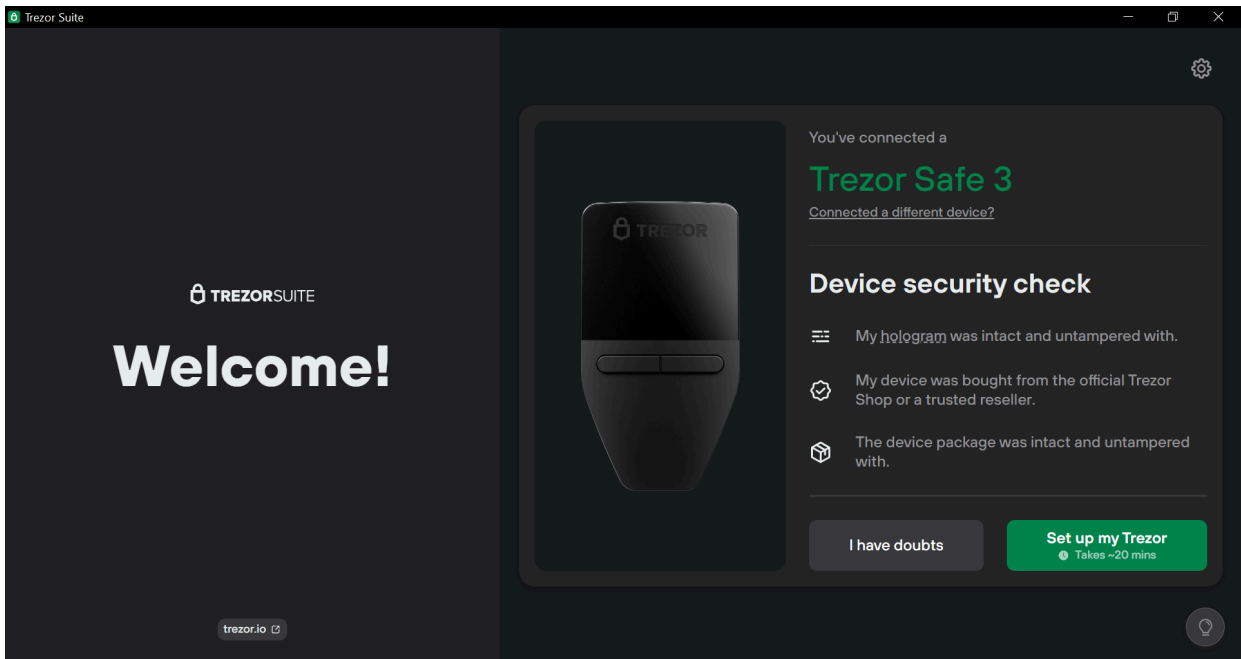 Trezor Suite
TREZORSUITE
Welcome!
trezor.io
TREZOR
You've connected a
Trezor Safe 3
Connected a different device?
Device security check
My hologram was intact and untampered with.
My device was bought from the official Trezor
Shop or a trusted reseller.
The device package was intact and untampered
with.
I have doubts
Set up my Trezor
Takes ~20 mins